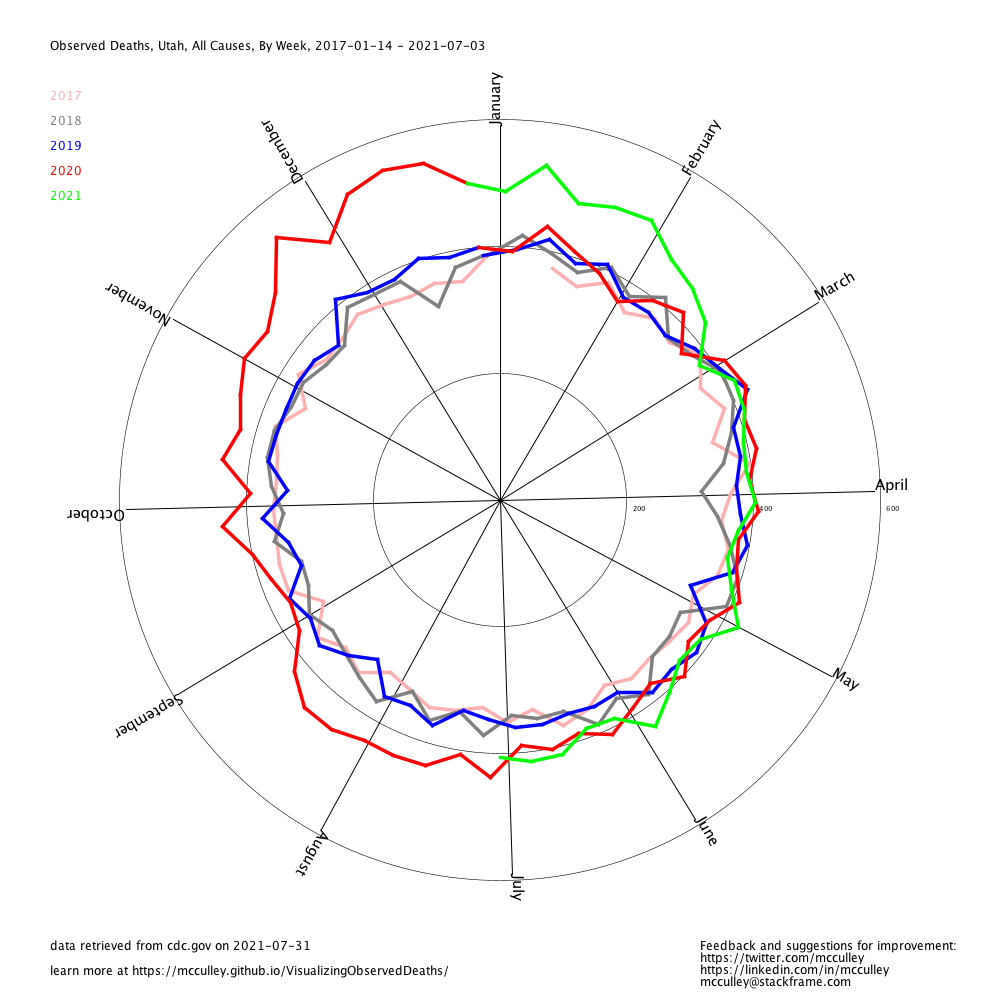 Observed Deaths, Utah, All Causes, By Week, 2017-01-14 - 2021-07-03
2017
2018
2019
2020
2021
January
February
March
April
May
June
July
August
September
October
November
December
200
400
600
data retrieved from cdc.gov on 2021-07-31
learn more at https://mcculley.github.io/VisualizingObservedDeaths/
Feedback and suggestions for improvement:
https://twitter.com/mcculley
https://linkedin.com/in/mcculley
mcculley@stackframe.com